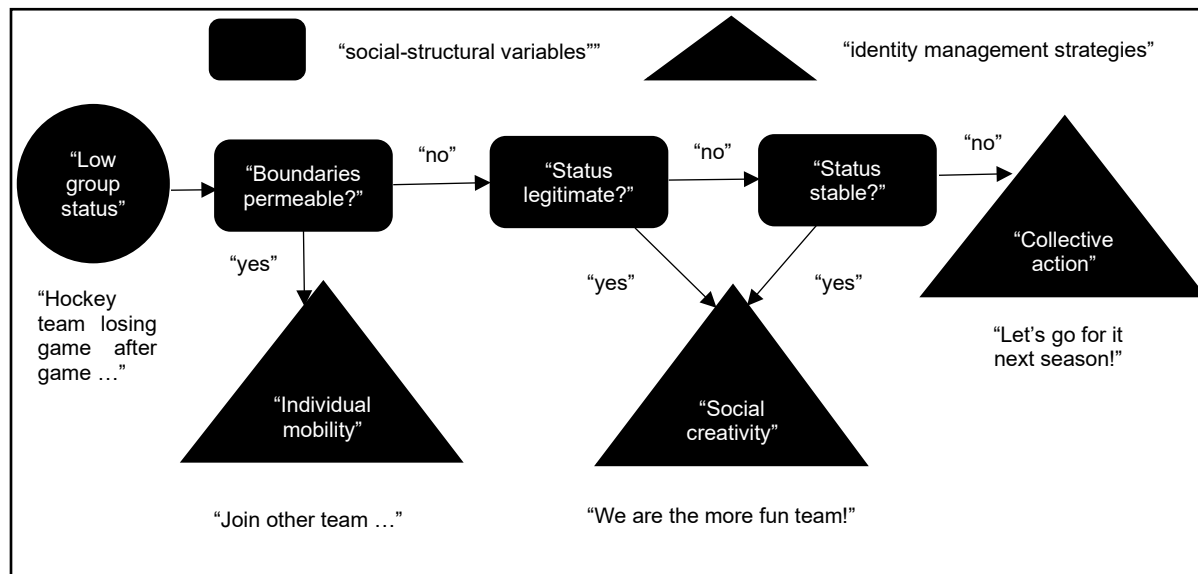 “social-structural variables””
“identity management strategies”
“Low
group
status”
“Boundaries
permeable?”
“no”
“Status
legitimate?”
“no”
“Status
stable?”
“no”
“Collective
action”
“yes”
“yes”
“yes”
“Hockey
team losing
game after
game …”
“Individual
mobility”
“Social
creativity”
“Let’s go for it
next season!”
“Join other team …”
“We are the more fun team!”